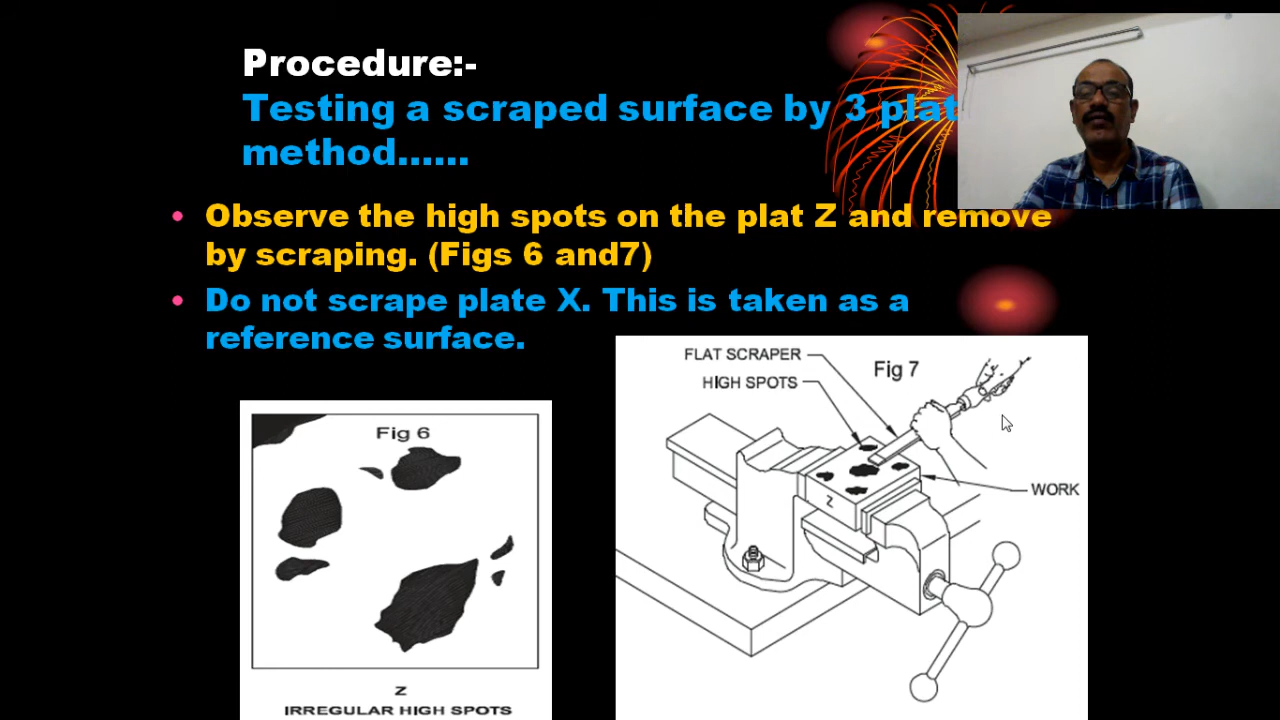 Procedure:-
Testing a scraped surface by 3 plat
method......
• Observe the high spots on the plat Z and remove
by scraping. (Figs 6 and7)
• Do not scrape plate X. This is taken as a
reference surface.
Fig 6
Z
IRREGULAR HIGH SPOTS
FLAT SCRAPER
Fig 7
HIGH SPOTS
WORK
Z